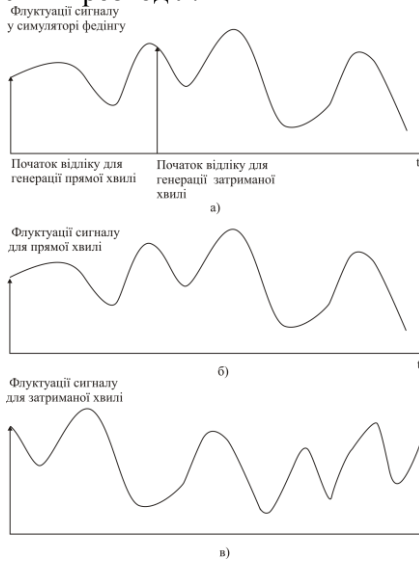 Флуктуації сигналу
у симуляторі федінгу
t
Початок відліку для
генерації прямої хвилі
Початок відліку для
генерації затриманої
хвилі
а)
Флуктуації сигналу
для прямої хвилі
t
б)
Флуктуації сигналу
для затриманої хвилі
в)